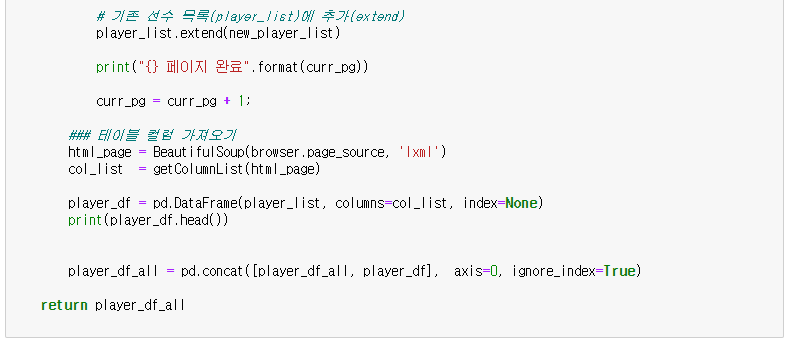 # 기존 선수 목록(player_list)에 추가(extend)
player_list.extend(new_player_list)
print("{} 페이지 완료".format(curr_pg))
curr_pg = curr_pg + 1;
### 테이블 컬럼 가져오기
html_page = BeautifulSoup(browser.page_source, 'lxml')
col_list  = getColumnList(html_page)
player_df = pd.DataFrame(player_list, columns=col_list, index=None)
print(player_df.head())
player_df_all = pd.concat([player_df_all, player_df],  axis=0, ignore_index=True)
return player_df_all